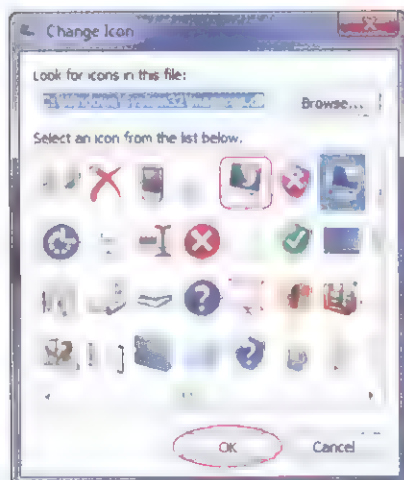 Change Icon
Look for icons in this file:
Browse...
Select an icon from the list below.
OK
Cancel